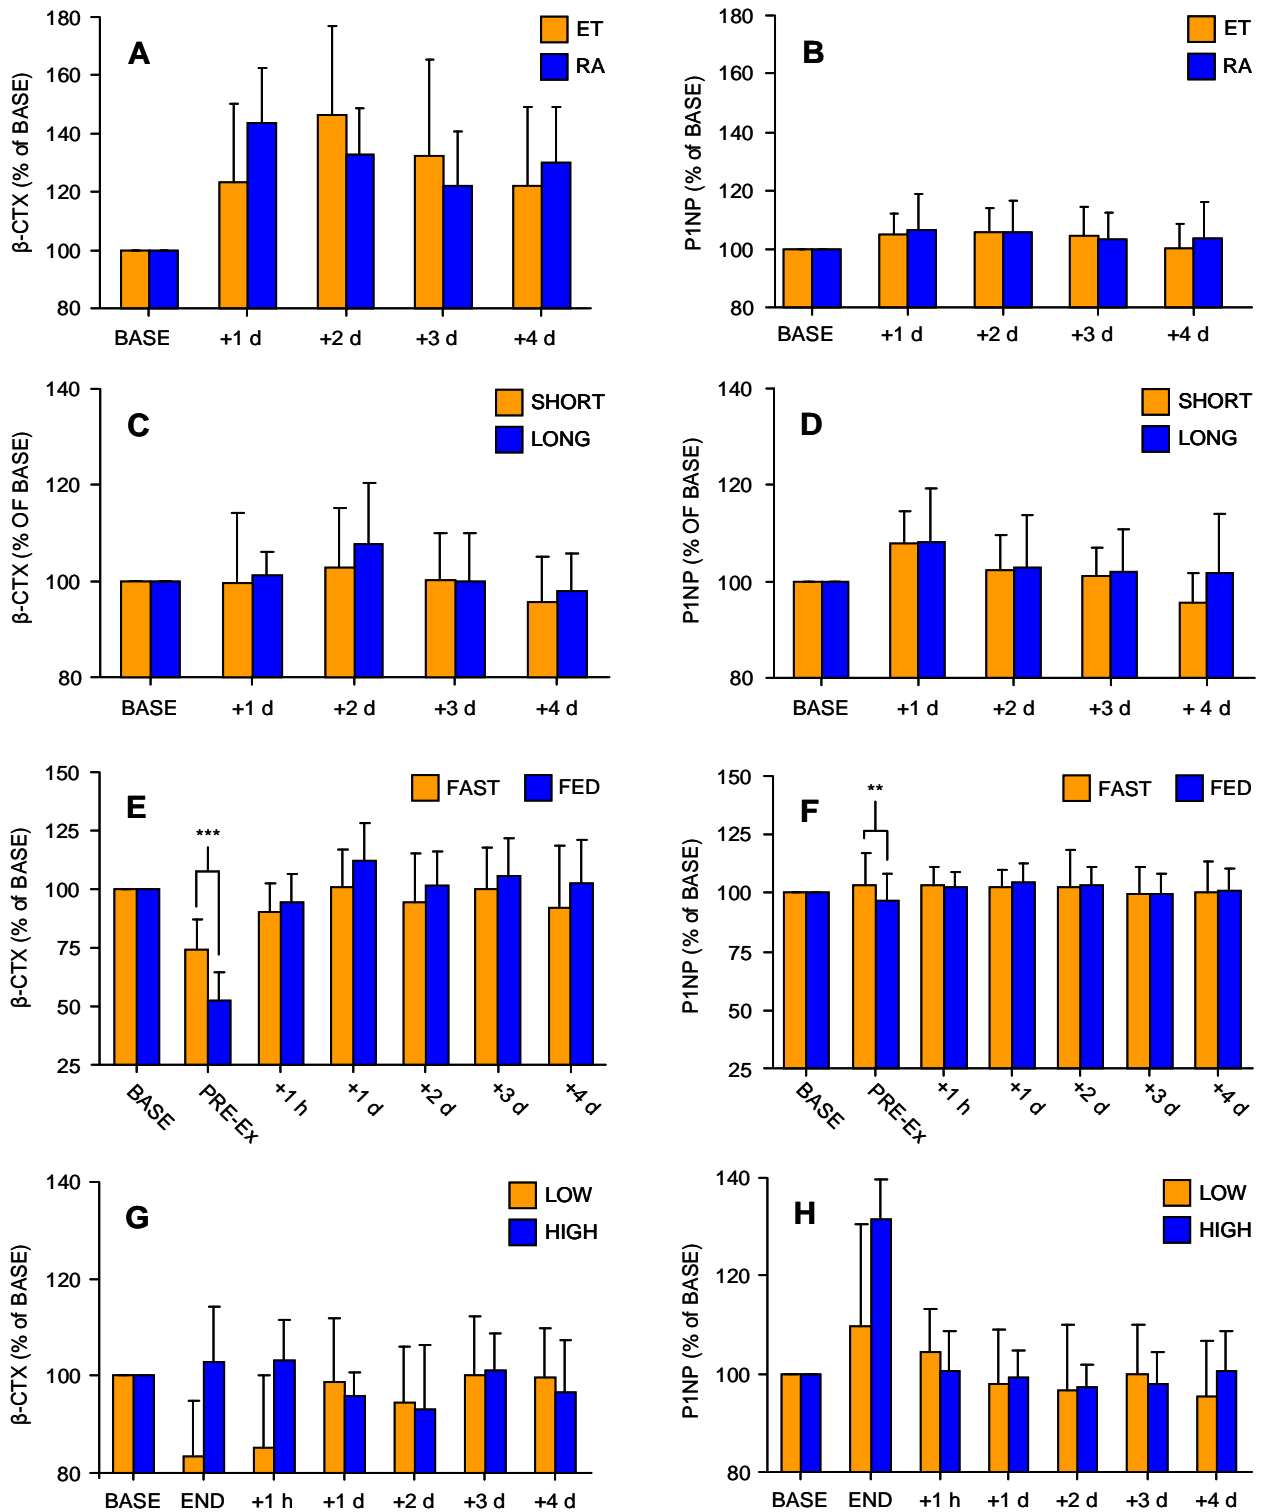 A
β-CTX (% of BASE)
ET
RA
180
160
140
120
100
80
BASE +1 d +2 d +3 d +4 d
B
P1NP (% of BASE)
ET
RA
180
160
140
120
100
80
BASE +1 d +2 d +3 d +4 d
C
β-CTX (% OF BASE)
SHORT
LONG
140
120
100
80
BASE +1 d +2 d +3 d +4 d
D
P1NP (% OF BASE)
SHORT
LONG
140
120
100
80
BASE +1 d +2 d +3 d + 4 d
E
β-CTX (% of BASE)
FAST FED
150
125
100
75
50
25
***
BASE PRE-Ex +1 h +1 d +2 d +3 d +4 d
F
P1NP (% of BASE)
FAST FED
150
125
100
75
50
25
**
BASE PRE-Ex +1 h +1 d +2 d +3 d +4 d
G
β-CTX (% of BASE)
LOW
HIGH
140
120
100
80
BASE END +1 h +1 d +2 d +3 d +4 d
H
P1NP (% of BASE)
LOW
HIGH
140
120
100
80
BASE END +1 h +1 d +2 d +3 d +4 d